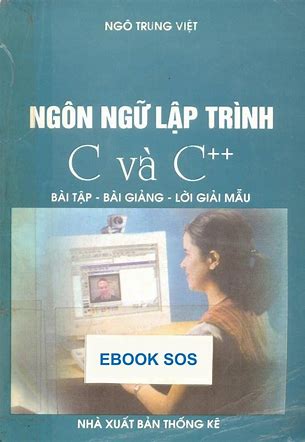 NGÔ TRUNG VIỆT
NGÔN NGỮ LẬP TRÌNH
C và C++
BÀI TẬP - BÀI GIẢNG - LỜI GIẢI MẪU
EBOOK SOS
NHÀ XUẤT BẢN THỐNG KÊ